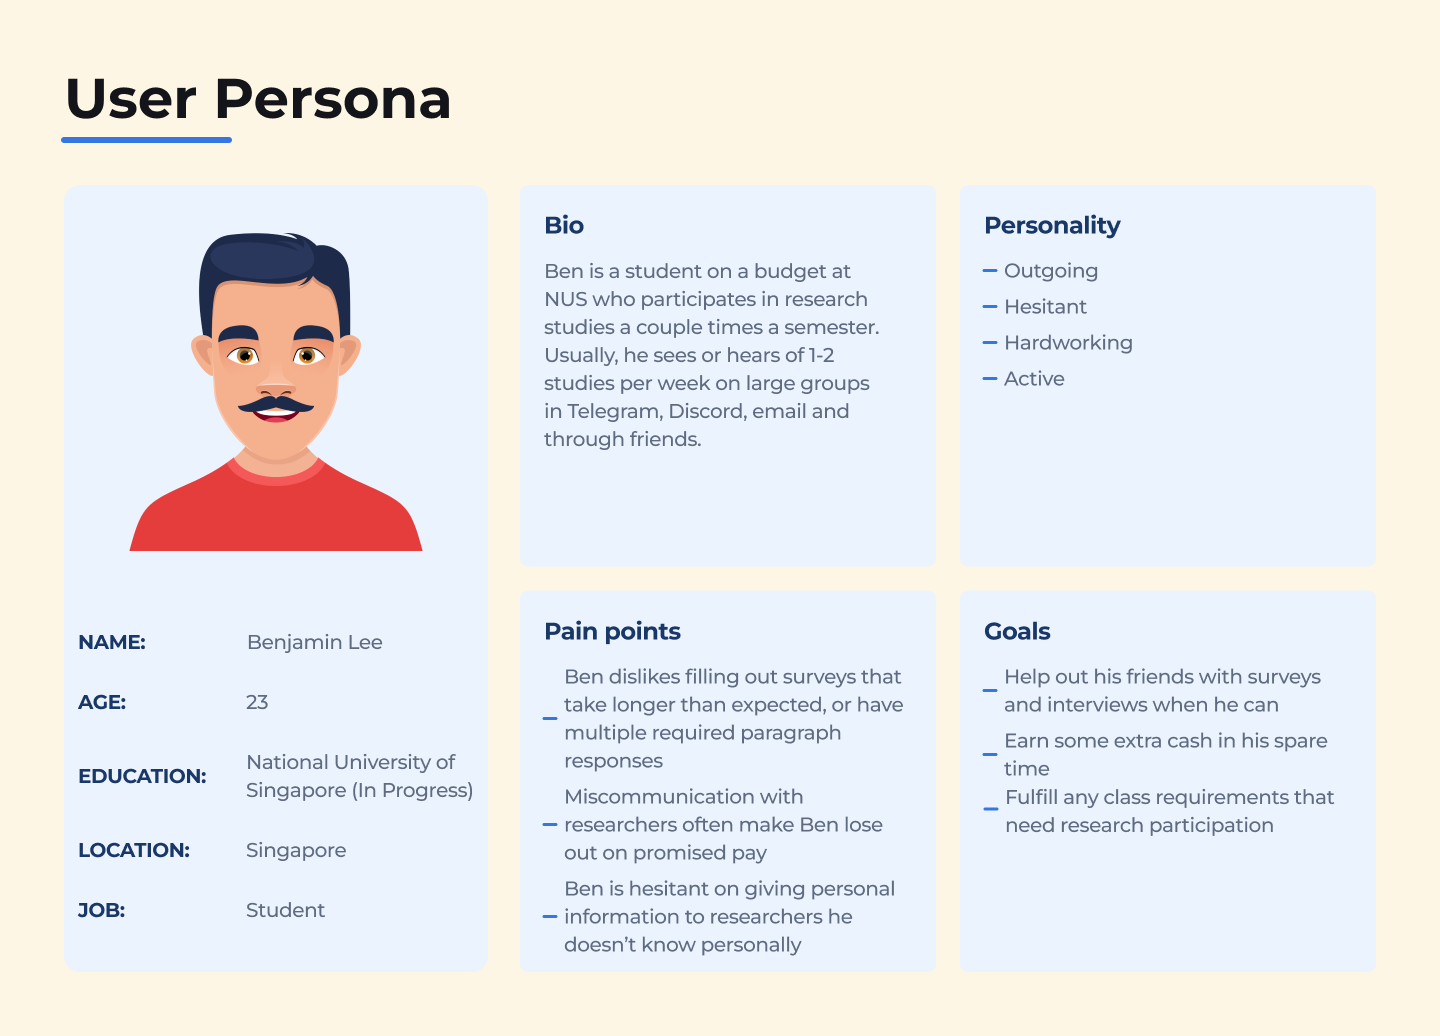 User Persona
NAME: Benjamin Lee
AGE: 23
EDUCATION: National University of
Singapore (In Progress)
LOCATION: Singapore
JOB: Student
Bio
Ben is a student on a budget at
NUS who participates in research
studies a couple times a semester.
Usually, he sees or hears of 1-2
studies per week on large groups
in Telegram, Discord, email and
through friends.
Personality
Outgoing
Hesitant
Hardworking
Active
Pain points
Ben dislikes filling out surveys that
take longer than expected, or have
multiple required paragraph
responses
Miscommunication with
researchers often make Ben lose
out on promised pay
Ben is hesitant on giving personal
information to researchers he
doesn’t know personally
Goals
Help out his friends with surveys
and interviews when he can
Earn some extra cash in his spare
time
Fulfill any class requirements that
need research participation